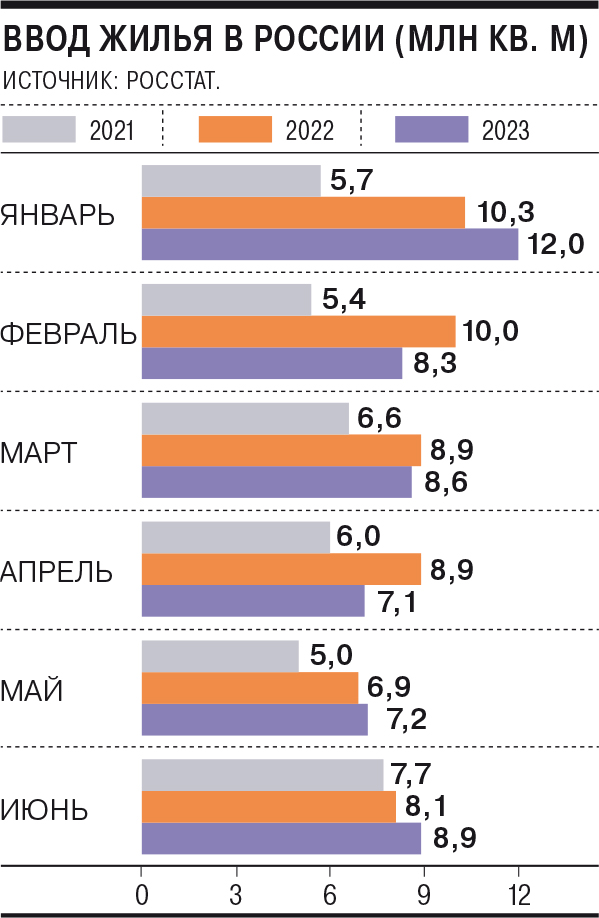 ВВОД ЖИЛЬЯ В РОССИИ (МЛН КВ. М)
ИСТОЧНИК: РОССТАТ.
2021 2022 2023
ЯНВАРЬ
5,7
10,3
12,0
ФЕВРАЛЬ
5,4
10,0
8,3
МАРТ
6,6
8,9
8,6
АПРЕЛЬ
6,0
8,9
7,1
МАЙ
5,0
6,9
7,2
ИЮНЬ
7,7
8,1
8,9
0 3 6 9 12